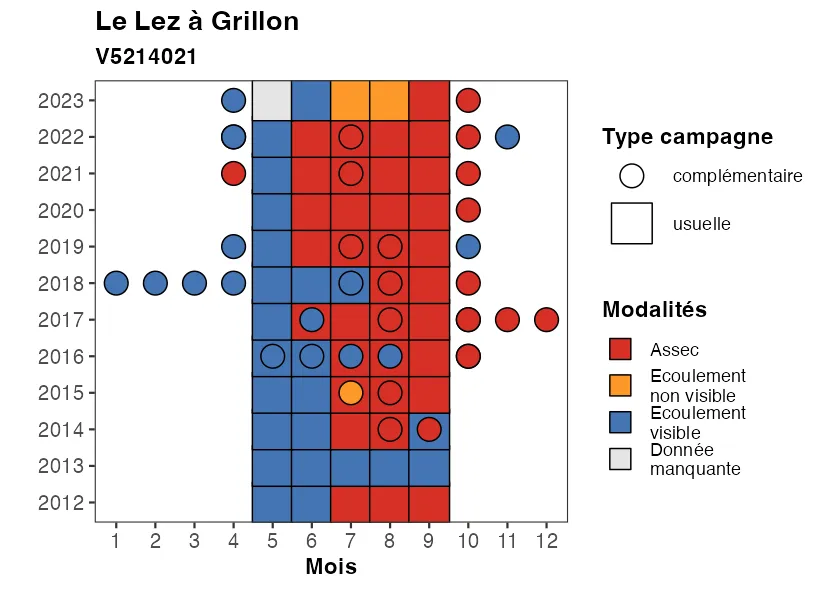 Le Lez à Grillon
V5214021
2023
2022
2021
2020
2019
2018
2017
2016
2015
2014
2013
2012
1 2 3 4 5 6 7 8 9 10 11 12
Mois
Type campagne
complémentaire
usuelle
Modalités
Assec
Ecoulement
non visible
Ecoulement
visible
Donnée
manquante